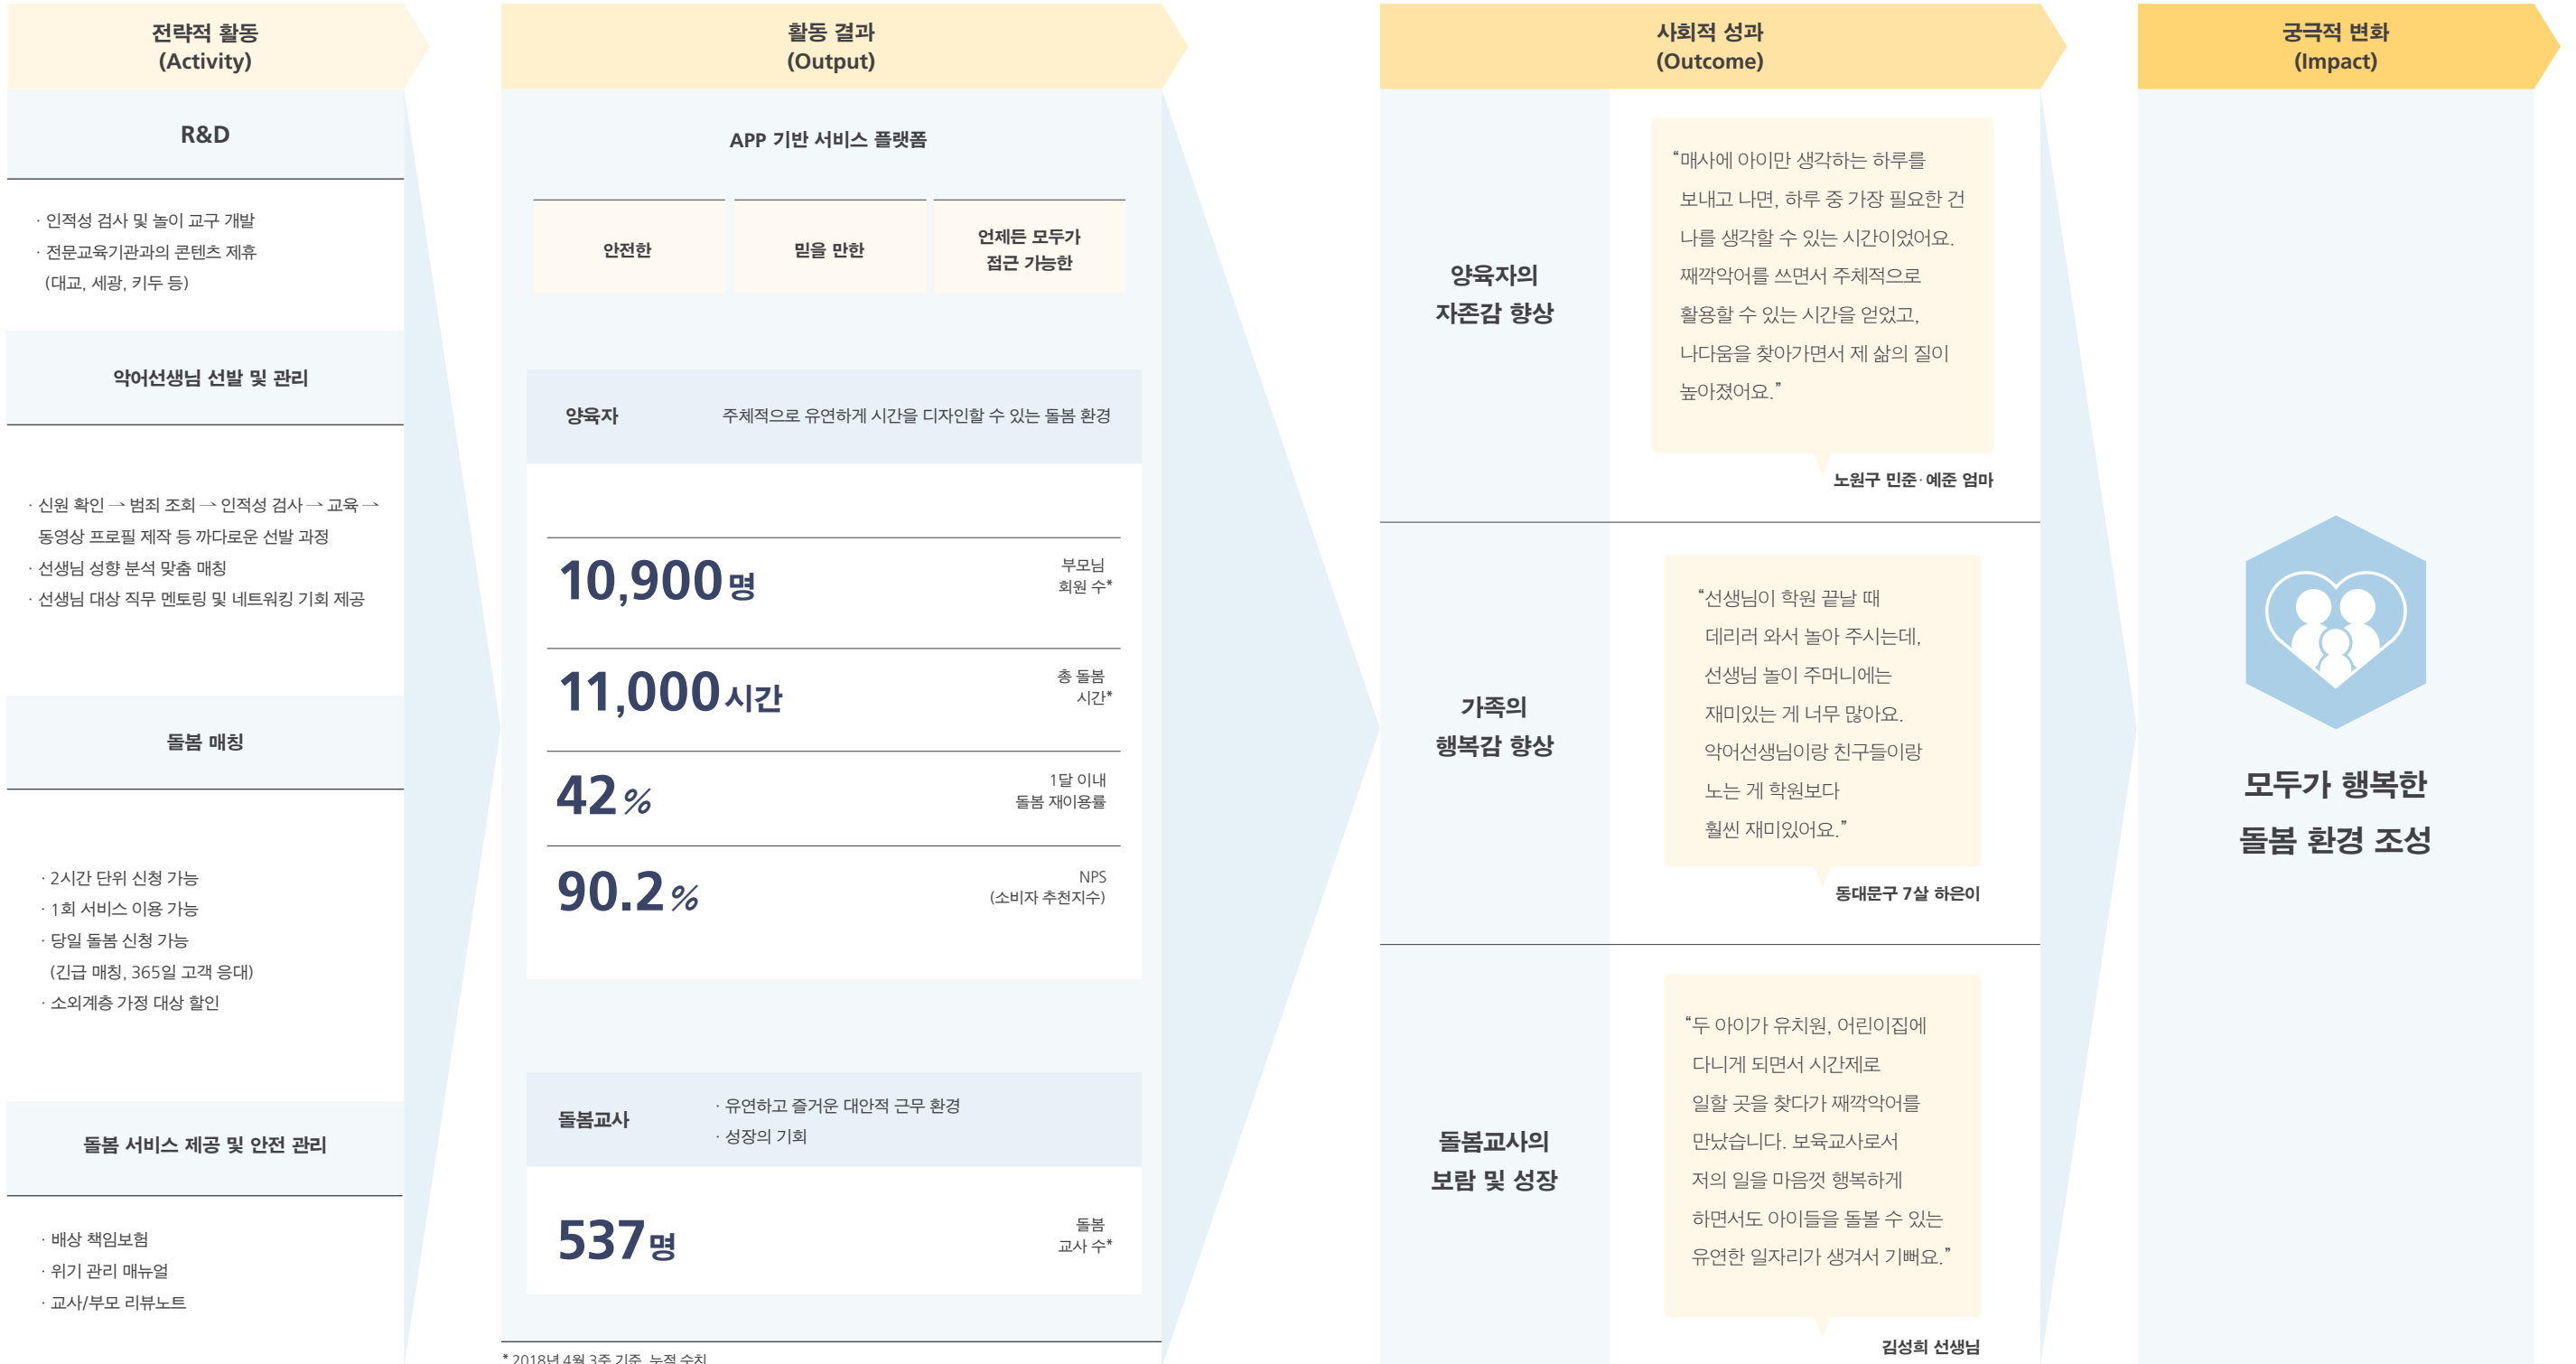 전략적 활동
(Activity)
R&D
· 인적성 검사 및 놀이 교구 개발
· 전문교육기관과의 콘텐츠 제휴
(대교, 세광, 키두 등)
악어선생님 선발 및 관리
· 신원 확인 → 범죄 조회 → 인적성 검사 → 교육 →
동영상 프로필 제작 등 까다로운 선발 과정
· 선생님 성향 분석 맞춤 매칭
· 선생님 대상 직무 멘토링 및 네트워킹 기회 제공
돌봄 매칭
· 2시간 단위 신청 가능
· 1회 서비스 이용 가능
· 당일 돌봄 신청 가능
(긴급 매칭, 365일 고객 응대)
· 소외계층 가정 대상 할인
돌봄 서비스 제공 및 안전 관리
· 배상 책임보험
· 위기 관리 매뉴얼
· 교사/부모 리뷰노트
활동 결과
(Output)
APP 기반 서비스 플랫폼
안전한
믿을 만한
언제든 모두가
접근 가능한
양육자
주체적으로 유연하게 시간을 디자인할 수 있는 돌봄 환경
10,900명
부모님
회원 수*
11,000시간
총 돌봄
시간*
42%
1달 이내
돌봄 재이용률
90.2%
NPS
(소비자 추천지수)
돌봄교사
· 유연하고 즐거운 대안적 근무 환경
· 성장의 기회
537명
돌봄
교사 수*
* 2018년 4월 3주 기준, 누적 수치
사회적 성과
(Outcome)
양육자의
자존감 향상
“매사에 아이만 생각하는 하루를
보내고 나면, 하루 중 가장 필요한 건
나를 생각할 수 있는 시간이었어요.
째깍악어를 쓰면서 주체적으로
활용할 수 있는 시간을 얻었고,
나다움을 찾아가면서 제 삶의 질이
높아졌어요.”
노원구 민준·예준 엄마
가족의
행복감 향상
“선생님이 학원 끝날 때
데리러 와서 놀아 주시는데,
선생님 놀이 주머니에는
재미있는 게 너무 많아요.
악어선생님이랑 친구들이랑
노는 게 학원보다
훨씬 재미있어요.”
동대문구 7살 하은이
돌봄교사의
보람 및 성장
“두 아이가 유치원, 어린이집에
다니게 되면서 시간제로
일할 곳을 찾다가 째깍악어를
만났습니다. 보육교사로서
저의 일을 마음껏 행복하게
하면서도 아이들을 돌볼 수 있는
유연한 일자리가 생겨서 기뻐요.”
김성희 선생님
궁극적 변화
(Impact)
모두가 행복한
돌봄 환경 조성